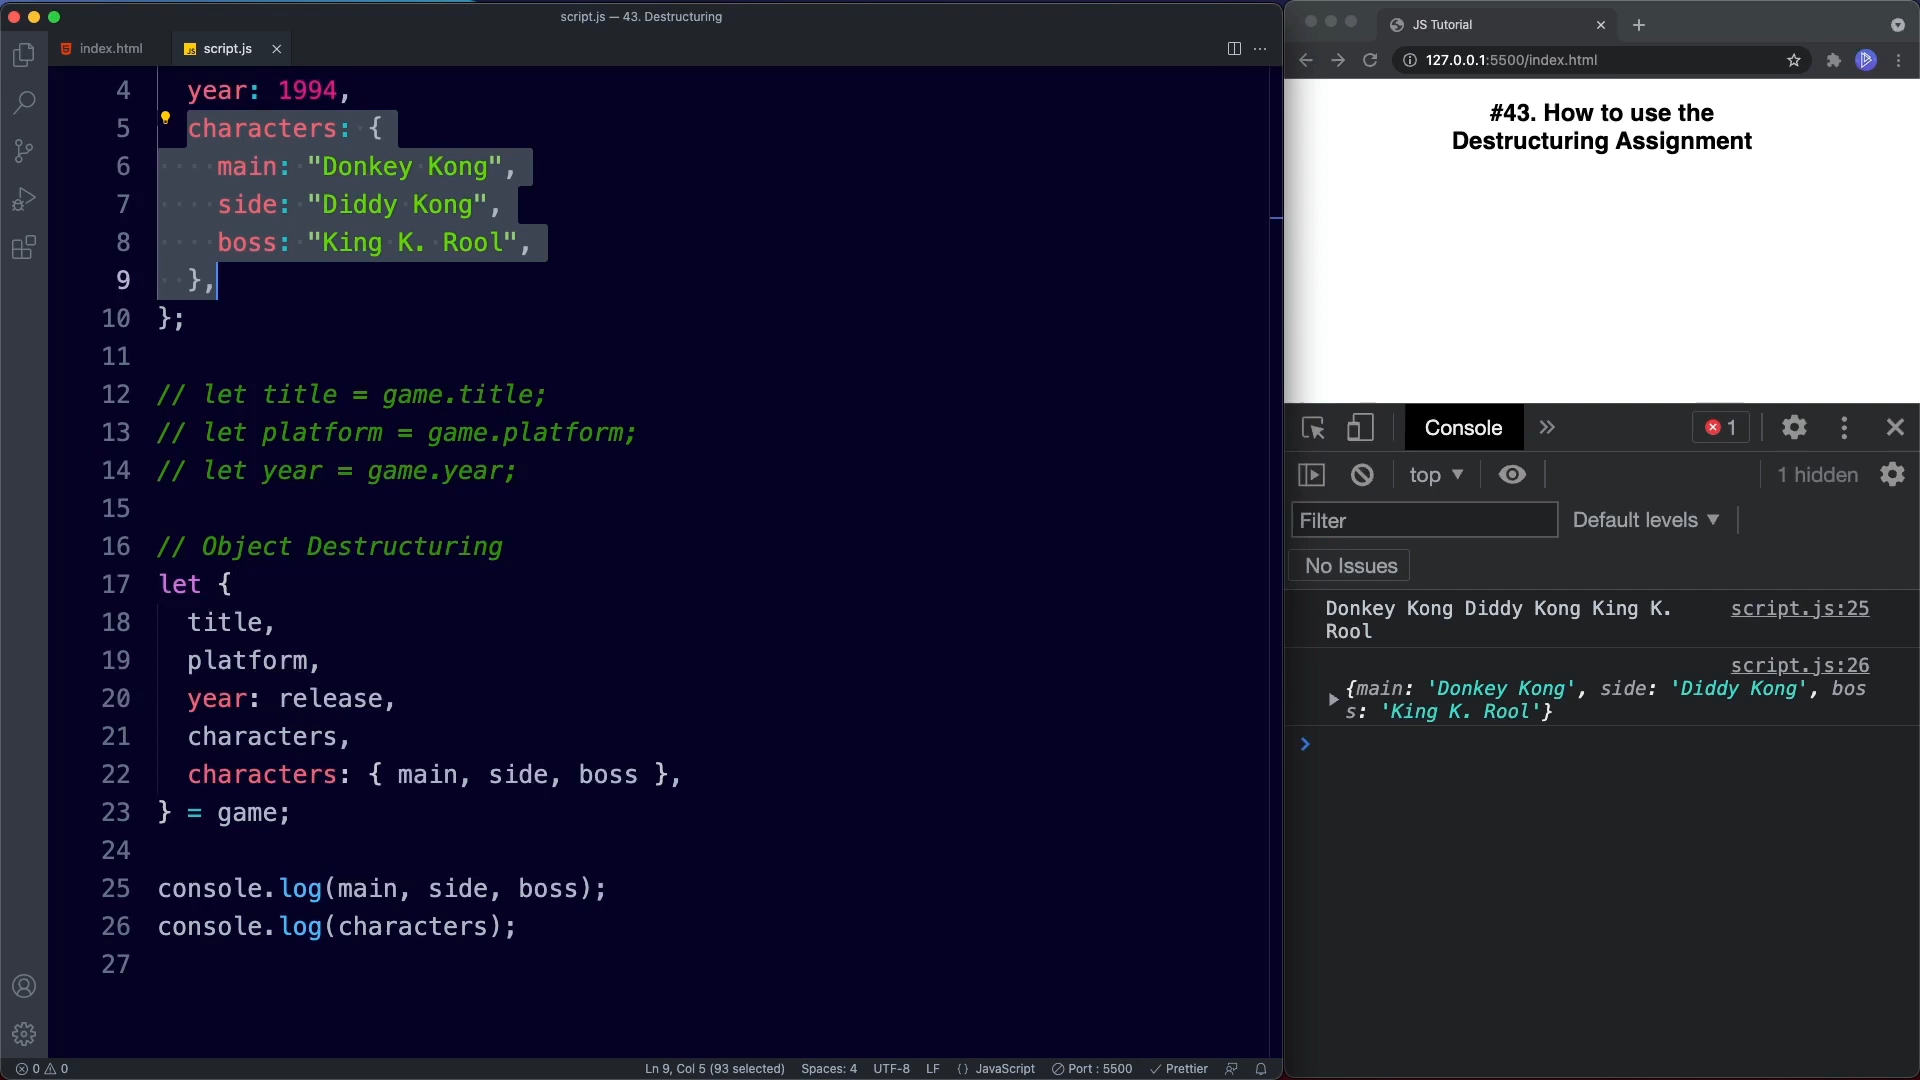 script.js — 43. Destructuring
index.html
script.js
4 year: 1994,
5 characters: {
6 main: "Donkey Kong",
7 side: "Diddy Kong",
8 boss: "King K. Rool",
9 },
10 };
11
12 // let title = game.title;
13 // let platform = game.platform;
14 // let year = game.year;
15
16 // Object Destructuring
17 let {
18 title,
19 platform,
20 year: release,
21 characters,
22 characters: { main, side, boss },
23 } = game;
24
25 console.log(main, side, boss);
26 console.log(characters);
27
0 0
Ln 9, Col 5 (93 selected) Spaces: 4 UTF-8 LF {} JavaScript Port : 5500 Prettier
JS Tutorial
127.0.0.1:5500/index.html
#43. How to use the
Destructuring Assignment
Console 1
top 1 hidden
Filter Default levels
No Issues
Donkey Kong Diddy Kong King K. script.js:25
Rool
script.js:26
{main: 'Donkey Kong', side: 'Diddy Kong', bos
s: 'King K. Rool'}